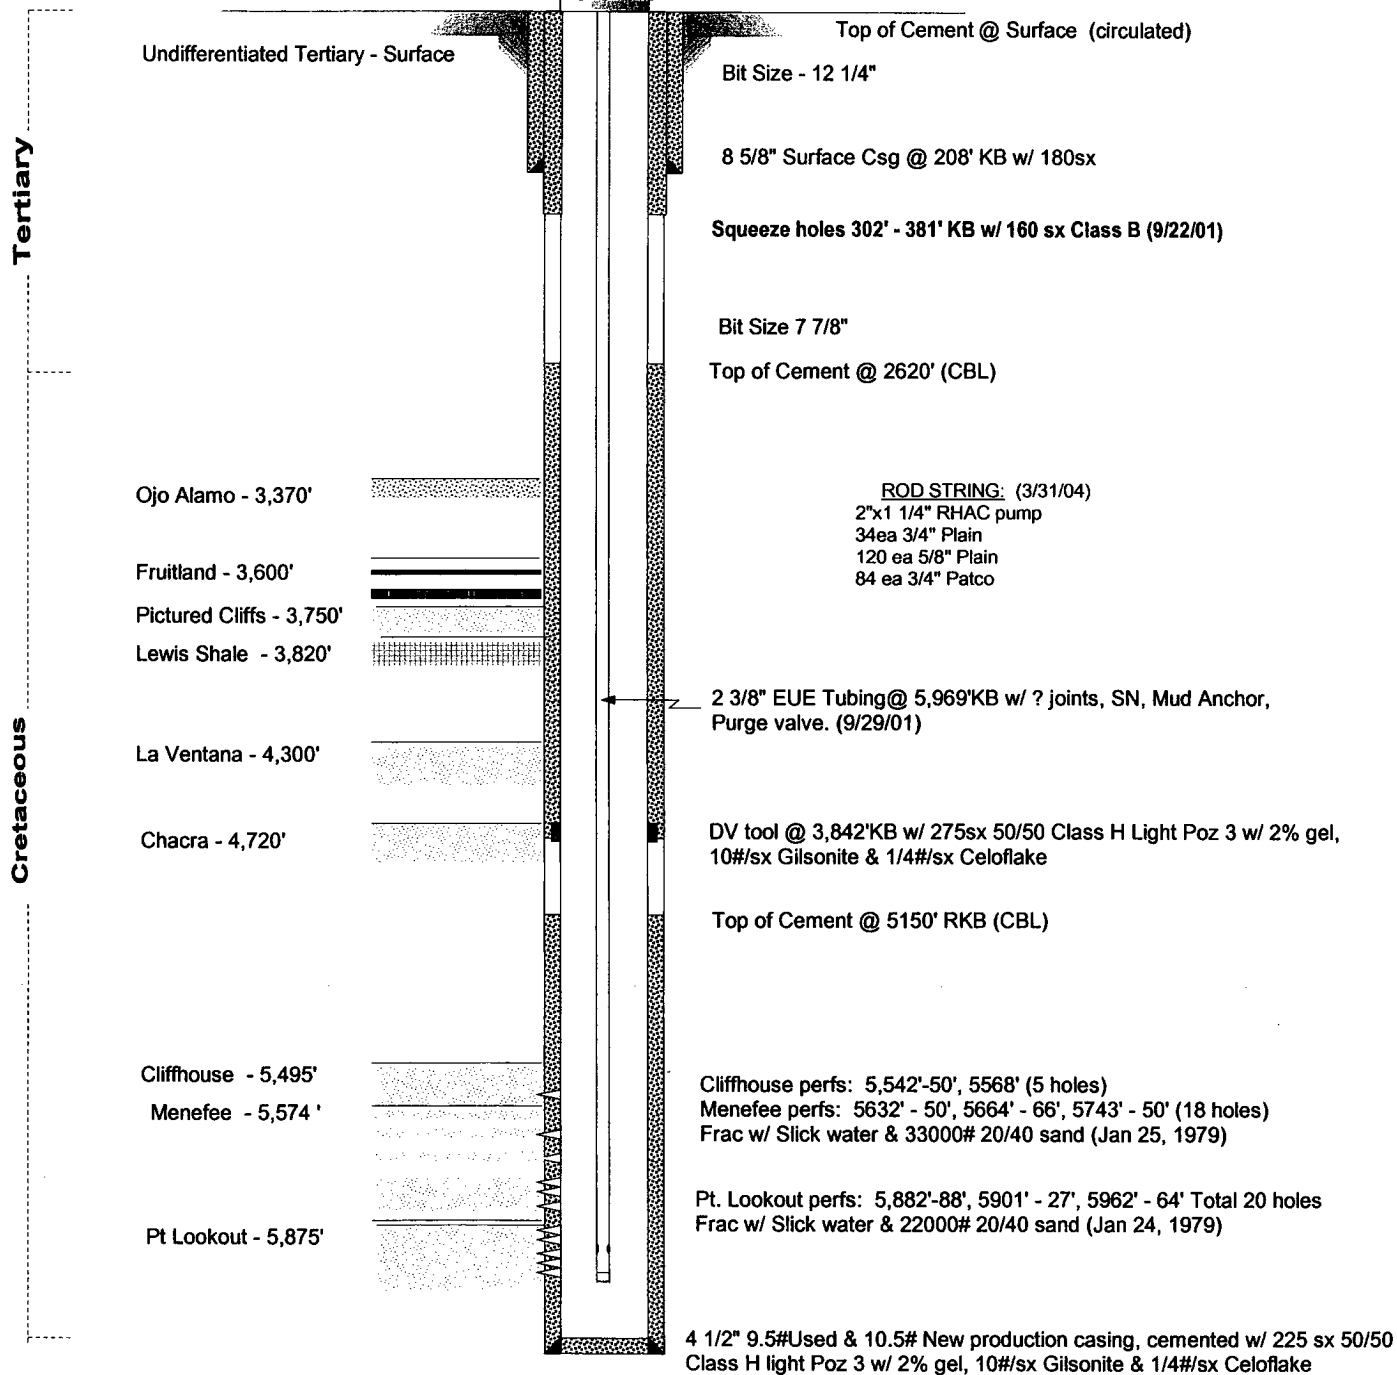 Top of Cement @ Surface (circulated)
Undifferentiated Tertiary - Surface
Bit Size - 12 1/4"
Tertiary
8 5/8" Surface Csg @ 208' KB w/ 180sx
Squeeze holes 302' - 381' KB w/ 160 sx Class B (9/22/01)
Bit Size 7 7/8"
Top of Cement @ 2620' (CBL)
Ojo Alamo - 3,370'
ROD STRING: (3/31/04)
2"x1 1/4" RHAC pump
34ea 3/4" Plain
120 ea 5/8" Plain
84 ea 3/4" Patco
Fruitland - 3,600'
Pictured Cliffs - 3,750'
Lewis Shale - 3,820'
2 3/8" EUE Tubing@ 5,969'KB w/ ? joints, SN, Mud Anchor,
Purge valve. (9/29/01)
La Ventana - 4,300'
Cretaceous
Chacra - 4,720'
DV tool @ 3,842'KB w/ 275sx 50/50 Class H Light Poz 3 w/ 2% gel,
10#/sx Gilsonite & 1/4#/sx Celoflake
Top of Cement @ 5150' RKB (CBL)
Cliffhouse - 5,495'
Menefee - 5,574 '
Cliffhouse perfs: 5,542'-50', 5568' (5 holes)
Menefee perfs: 5632' - 50', 5664' - 66', 5743' - 50' (18 holes)
Frac w/ Slick water & 33000# 20/40 sand (Jan 25, 1979)
Pt. Lookout perfs: 5,882'-88', 5901' - 27', 5962' - 64' Total 20 holes
Frac w/ Slick water & 22000# 20/40 sand (Jan 24, 1979)
Pt Lookout - 5,875'
4 1/2" 9.5#Used & 10.5# New production casing, cemented w/ 225 sx 50/50
Class H light Poz 3 w/ 2% gel, 10#/sx Gilsonite & 1/4#/sx Celoflake